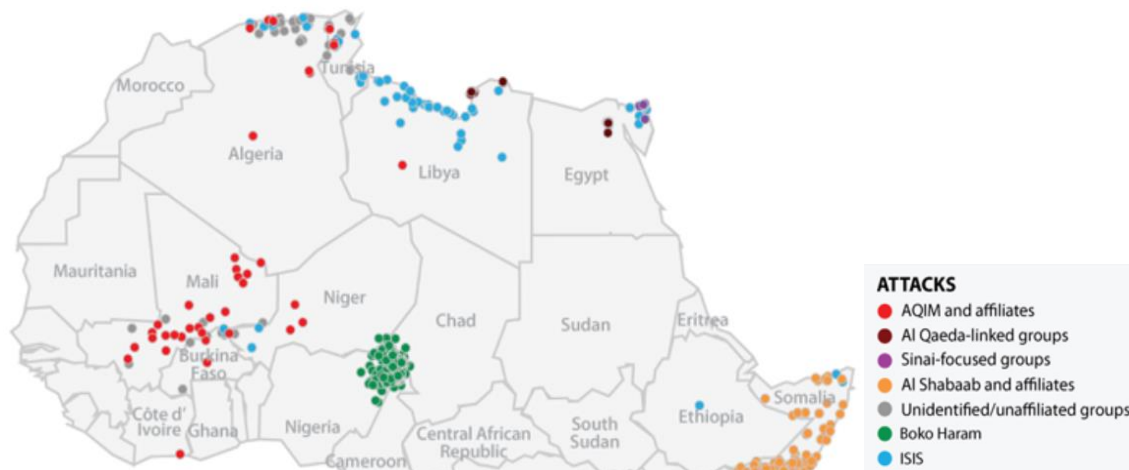 Tunisia
Morocco
Algeria
Libya
Egypt
Mauritania
Mali
Niger
Chad
Sudan
Eritrea
Burkina
Faso
Côte d'
Ivoire
Ghana
Nigeria
Cameroon
Central African
Republic
South
Sudan
Ethiopia
Somalia
ATTACKS
AQIM and affiliates
Al Qaeda-linked groups
Sinai-focused groups
Al Shabaab and affiliates
Unidentified/unaffiliated groups
Boko Haram
ISIS